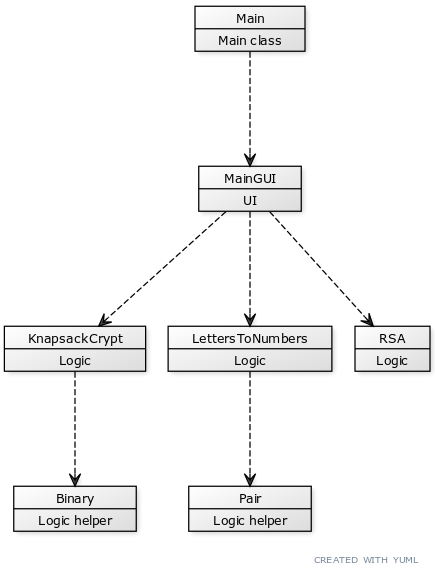 Main
Main class
MainGUI
UI
KnapsackCrypt
Logic
LettersToNumbers
Logic
RSA
Logic
Binary
Logic helper
Pair
Logic helper
CREATED WITH YUML